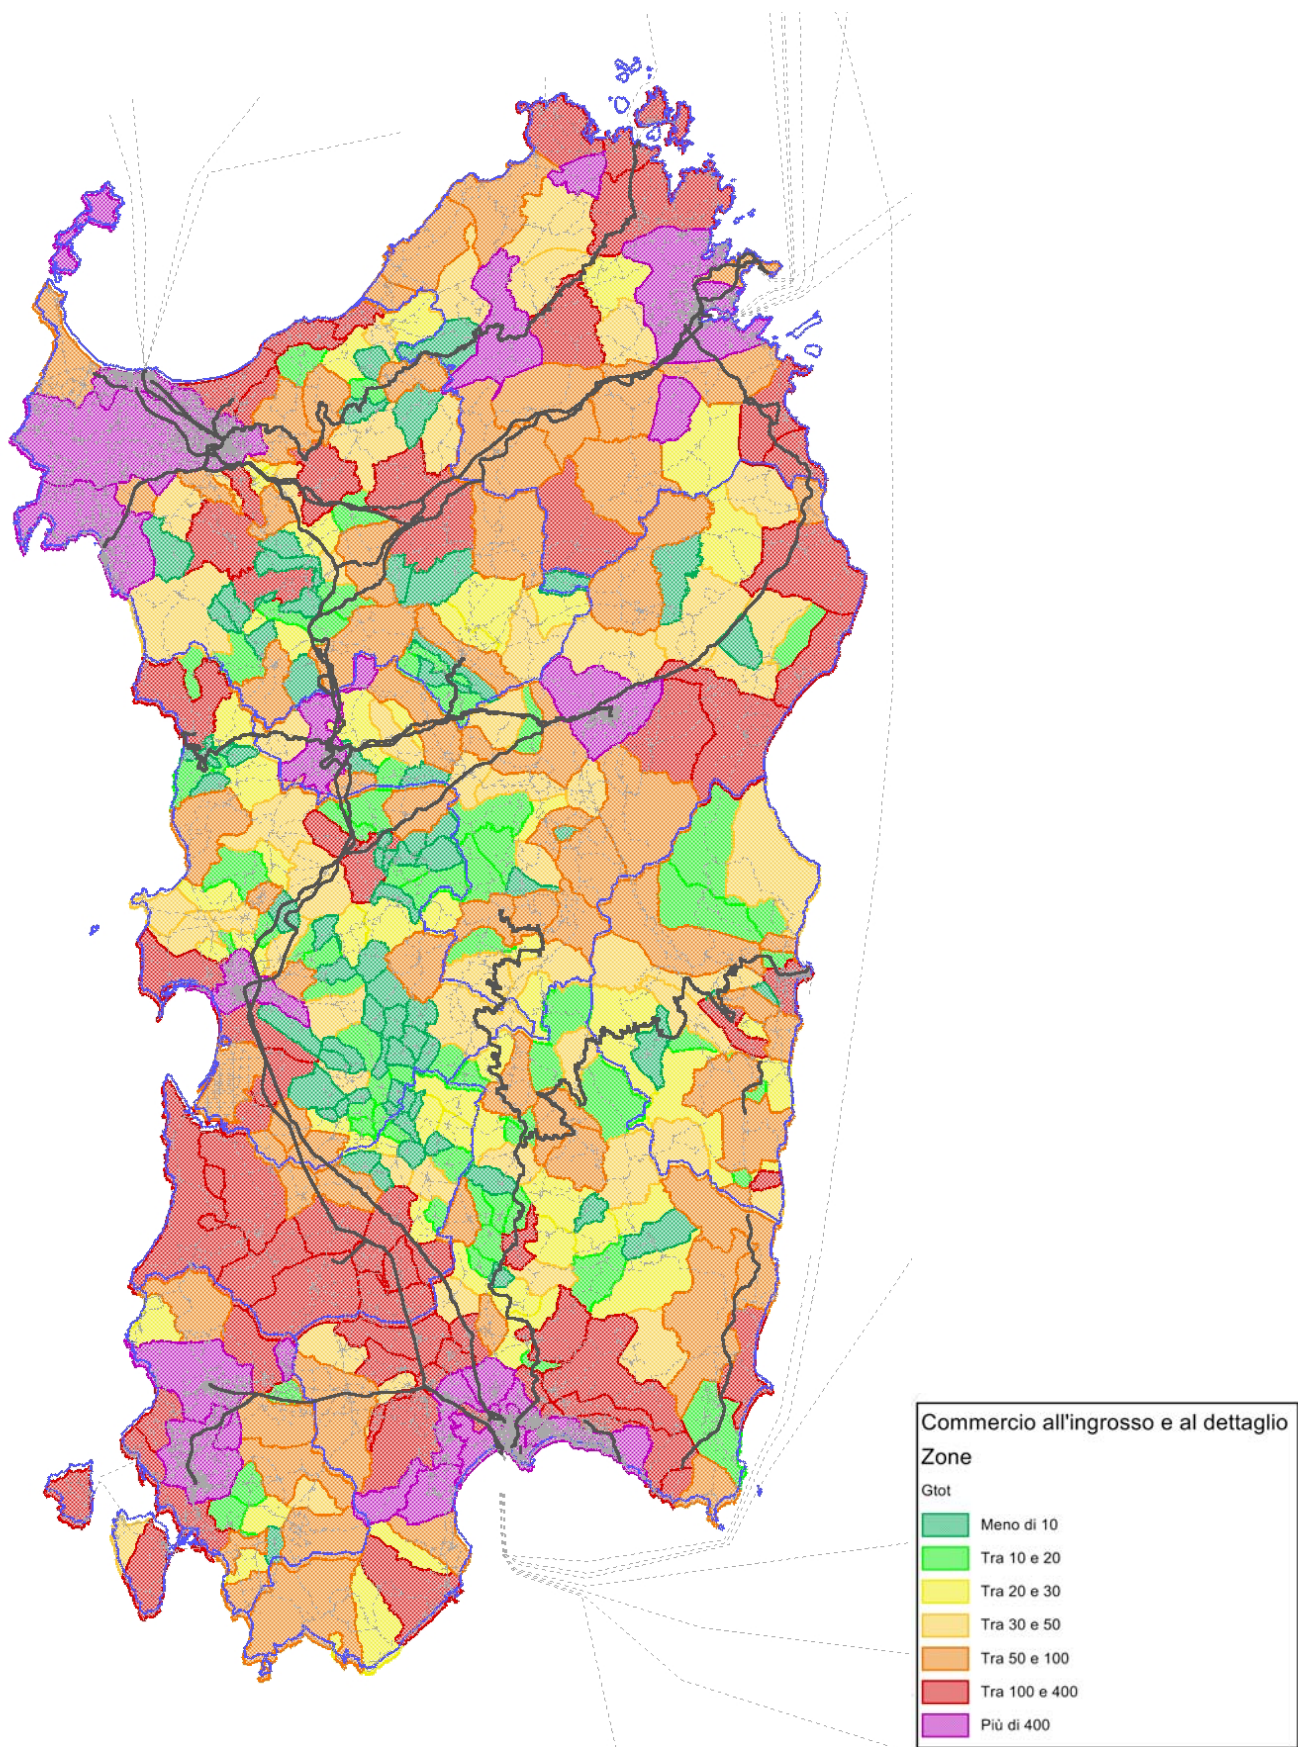 Commercio all'ingrosso e al dettaglio
Zone
Gtot
Meno di 10
Tra 10 e 20
Tra 20 e 30
Tra 30 e 50
Tra 50 e 100
Tra 100 e 400
Più di 400